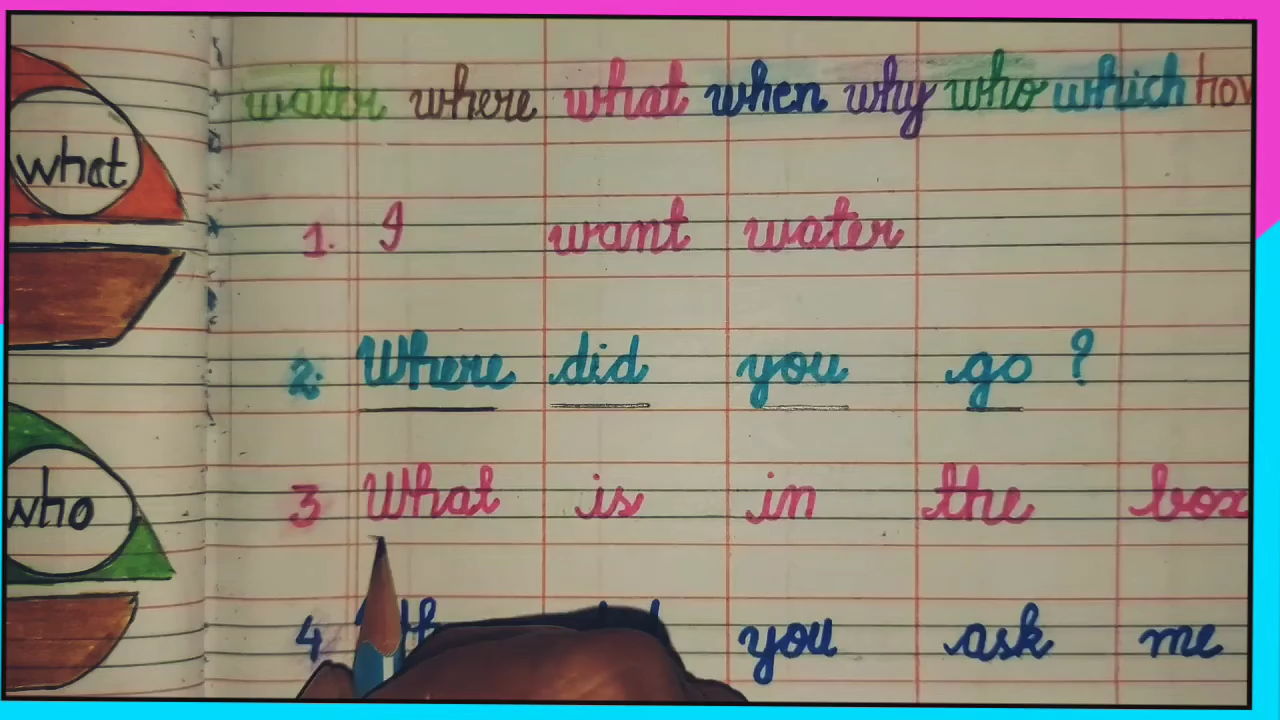 what
who
water where what when why who which how
1. I want water
2. Where did you go ?
3 What is in the box
4 you ask me